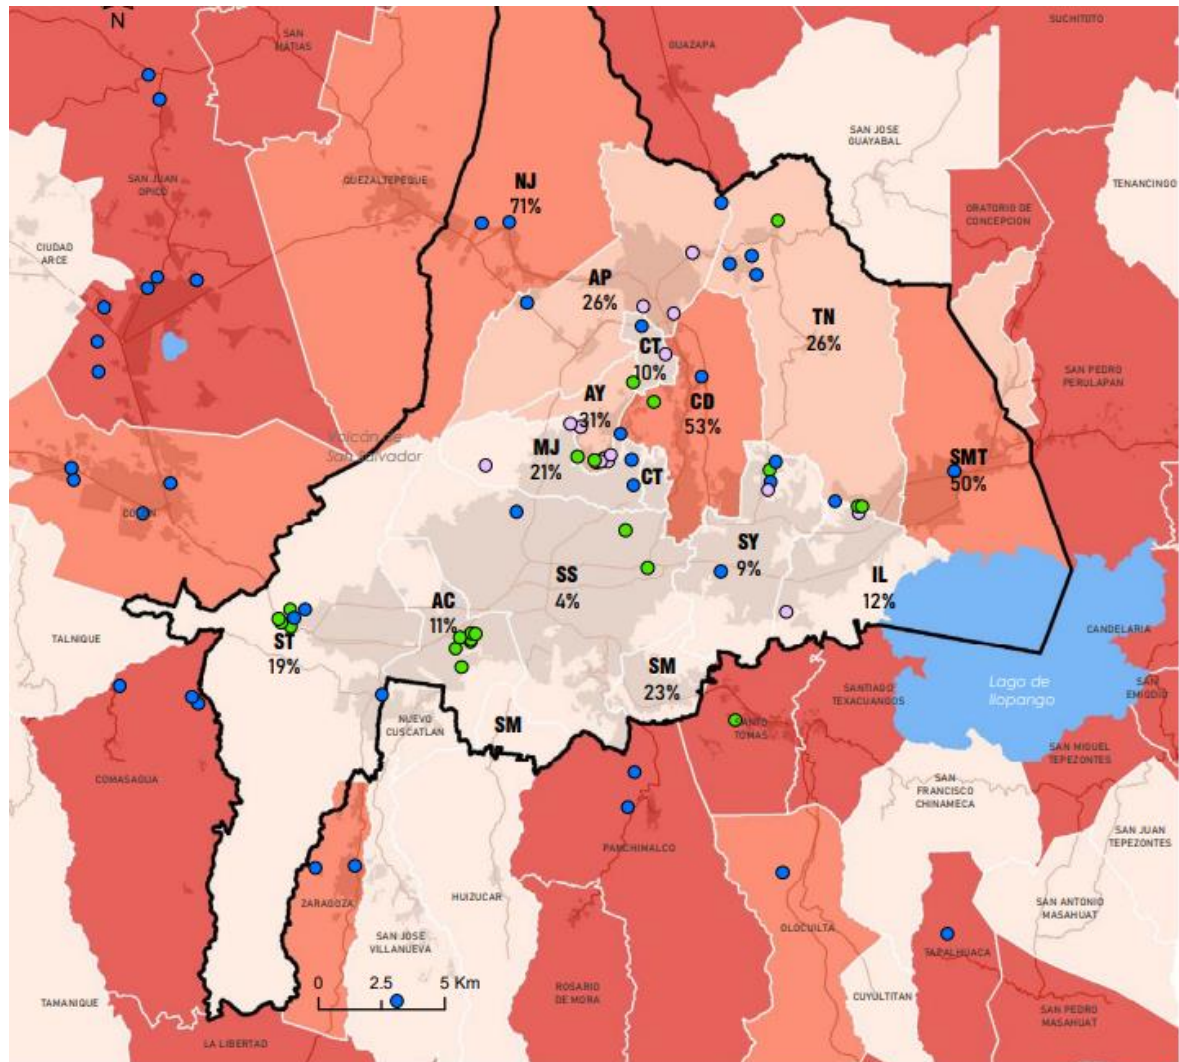 N
SAN
MATIAS
GUAZAPA
SUCHITOTO
SAN JOSE
GUAYABAL
SAN JUAN
OPICO
QUEZALTEPEQUE
NJ
71%
TENANCINGO
ORATORIO DE
CONCEPCION
CIUDAD
ARCE
AP
26%
TN
26%
CT
10%
SAN PEDRO
PERULAPAN
AY
31%
CD
53%
Volcán de
San Salvador
MJ
21%
CT
SMT
50%
COLON
SY
9%
SS
4%
IL
12%
AC
11%
TALNIQUE
ST
19%
CANDELARIA
SM
23%
SANTIAGO
TEXACUANGOS
Lago de
Ilopango
SAN
EMIGDIO
NUEVO
CUSCATLAN
SM
SANTO
TOMAS
SAN MIGUEL
TEPEZONTES
COMASAGUA
SAN
FRANCISCO
CHINAMECA
SAN JUAN
TEPEZONTES
PANCHIMALCO
ZARAGOZA
HUIZUCAR
SAN ANTONIO
MASAHUAT
OLOCUILTA
SAN JOSE
VILLANUEVA
TAPALHUACA
0 2.5 5 Km
ROSARIO
DE MORA
CUYULTITAN
TAMANIQUE
SAN PEDRO
MASAHUAT
LA LIBERTAD